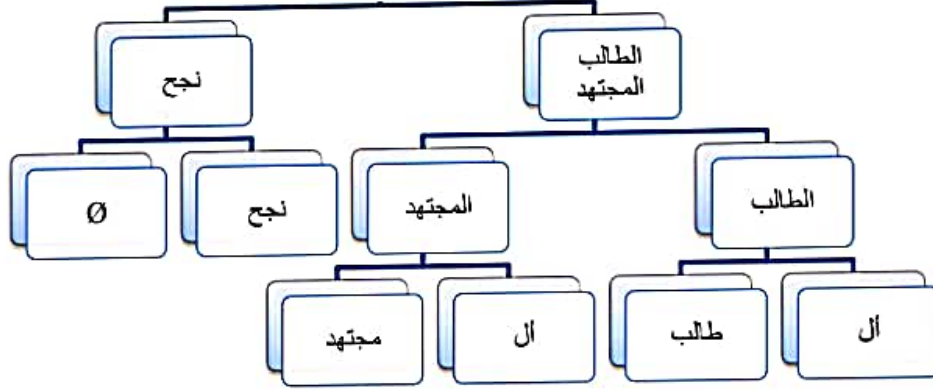 الطالب
المجتهد
نجح
الطالب
المجتهد
نجح
Ø
أل
طالب
أل
مجتهد